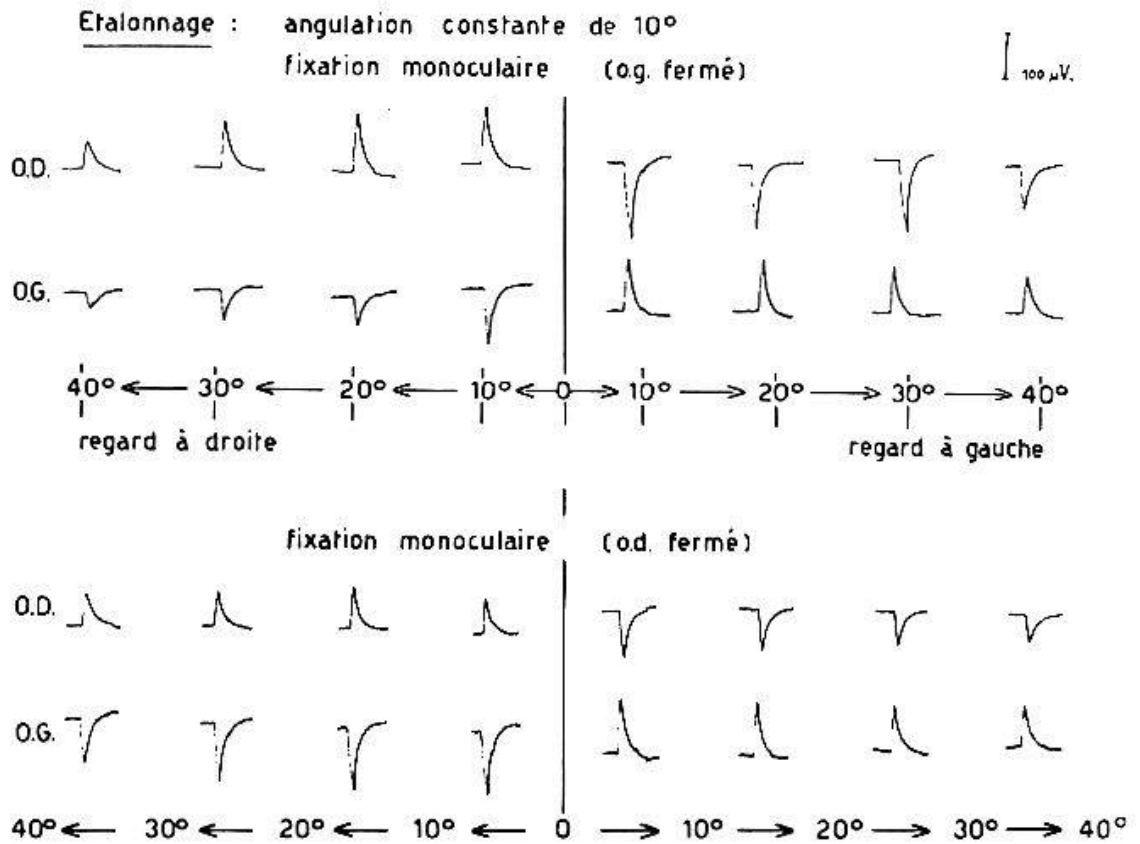 Etalonnage : angulation constante de 10°
fixation monoculaire (o.g. fermé)
100 µV.
O.D.
O.G.
40° 30° 20° 10° 0 10° 20° 30° 40°
regard à droite regard à gauche
fixation monoculaire (o.d. fermé)
O.D.
O.G.
40° 30° 20° 10° 0 10° 20° 30° 40°